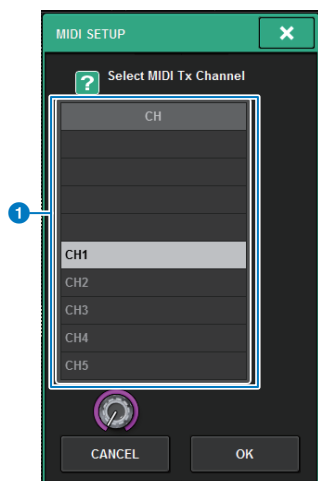 MIDI SETUP
?
Select MIDI Tx Channel
CH
1
CH1
CH2
CH3
CH4
CH5
CANCEL
OK